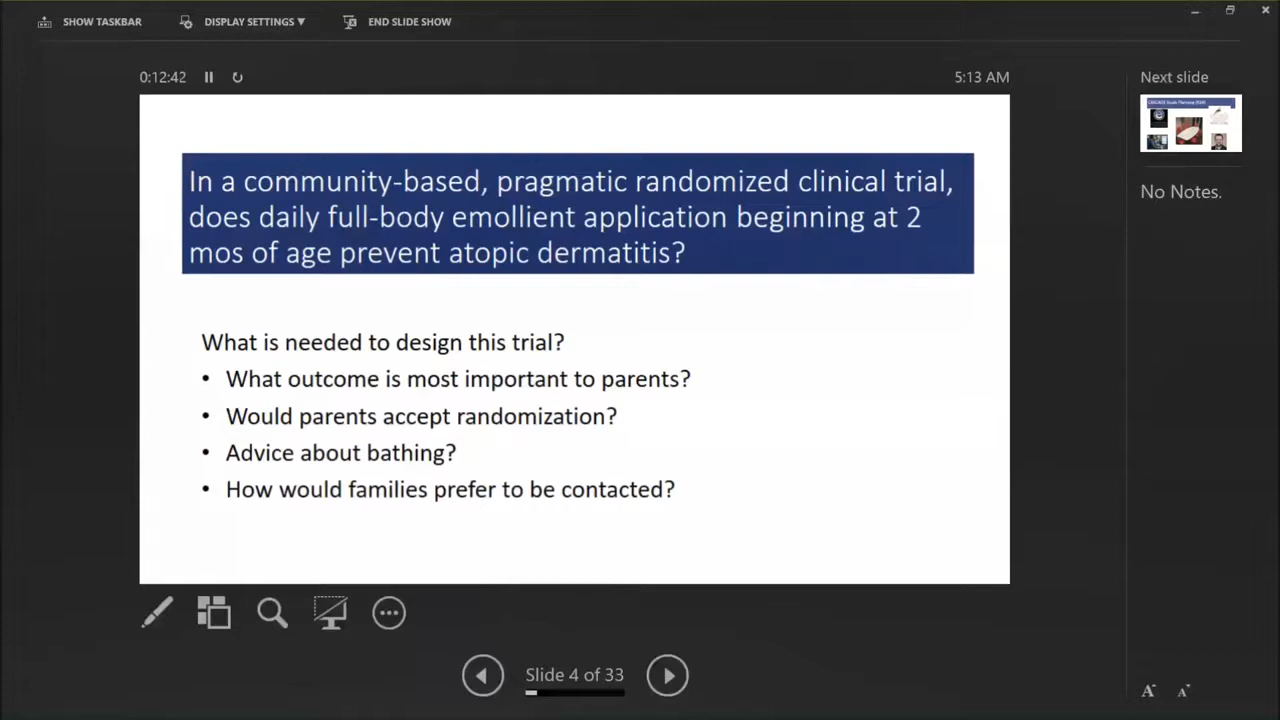 SHOW TASKBAR
DISPLAY SETTINGS ▼
END SLIDE SHOW
0:12:42
5:13 AM
Next slide
In a community-based, pragmatic randomized clinical trial,
does daily full-body emollient application beginning at 2
mos of age prevent atopic dermatitis?
What is needed to design this trial?
• What outcome is most important to parents?
• Would parents accept randomization?
• Advice about bathing?
• How would families prefer to be contacted?
No Notes.
Slide 4 of 33
A
A